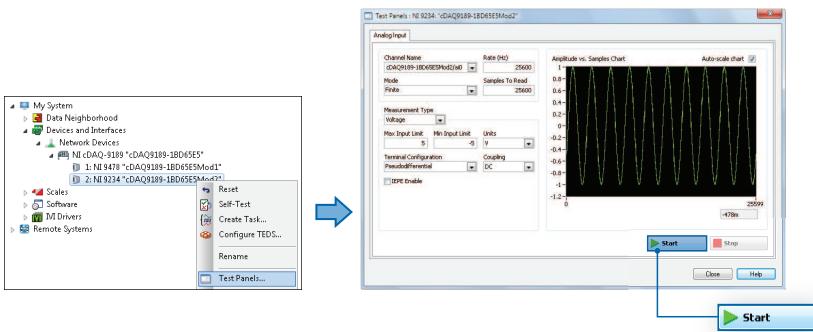 My System
Data Neighborhood
Devices and Interfaces
Network Devices
NI cDAQ-9189 "cDAQ9189-1BD65E5"
1: NI 9478 "cDAQ9189-1BD65E5Mod1"
2: NI 9234 "cDAQ9189-1BD65E5Mod2"
Scales
Software
IVI Drivers
Remote Systems
Reset
Self-Test
Create Task...
Configure TEDS...
Rename
Test Panels...
Test Panels : NI 9234: "cDAQ9189-1BD65E5Mod2"
Analog Input
Channel Name
Rate (Hz)
cDAQ9189-1BD65E5Mod2/ai0
25600
Mode
Samples To Read
Finite
25600
Measurement Type
Voltage
Max Input Limit
Min Input Limit
Units
5
-5
V
Terminal Configuration
Coupling
Pseudodifferential
DC
IEPE Enable
Amplitude vs. Samples Chart
Auto-scale chart
1
0.8
0.6
0.4
0.2
0
-0.2
-0.4
-0.6
-0.8
-1
-1.2
0
25599
-478m
Start
Stop
Close
Help
Start